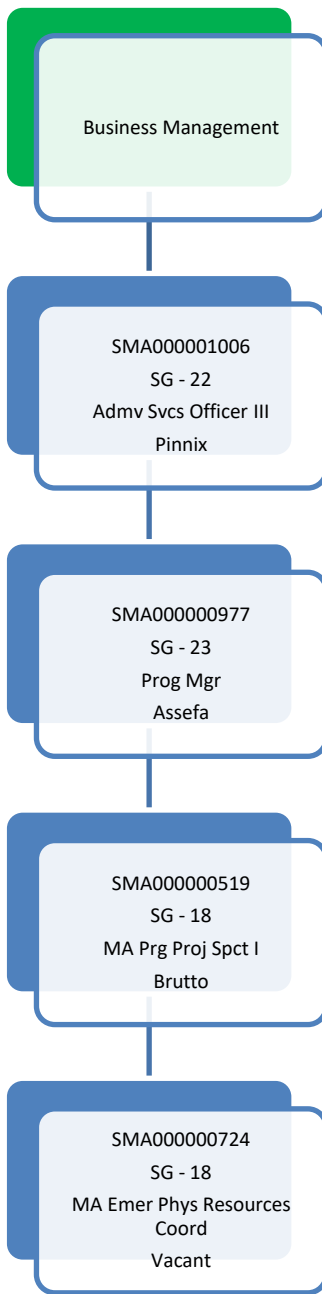 Business Management
SMA000001006
SG - 22
Admv Svcs Officer III
Pinnix
SMA000000977
SG - 23
Prog Mgr
Assefa
SMA000000519
SG - 18
MA Prg Proj Spct I
Brutto
SMA000000724
SG - 18
MA Emer Phys Resources
Coord
Vacant